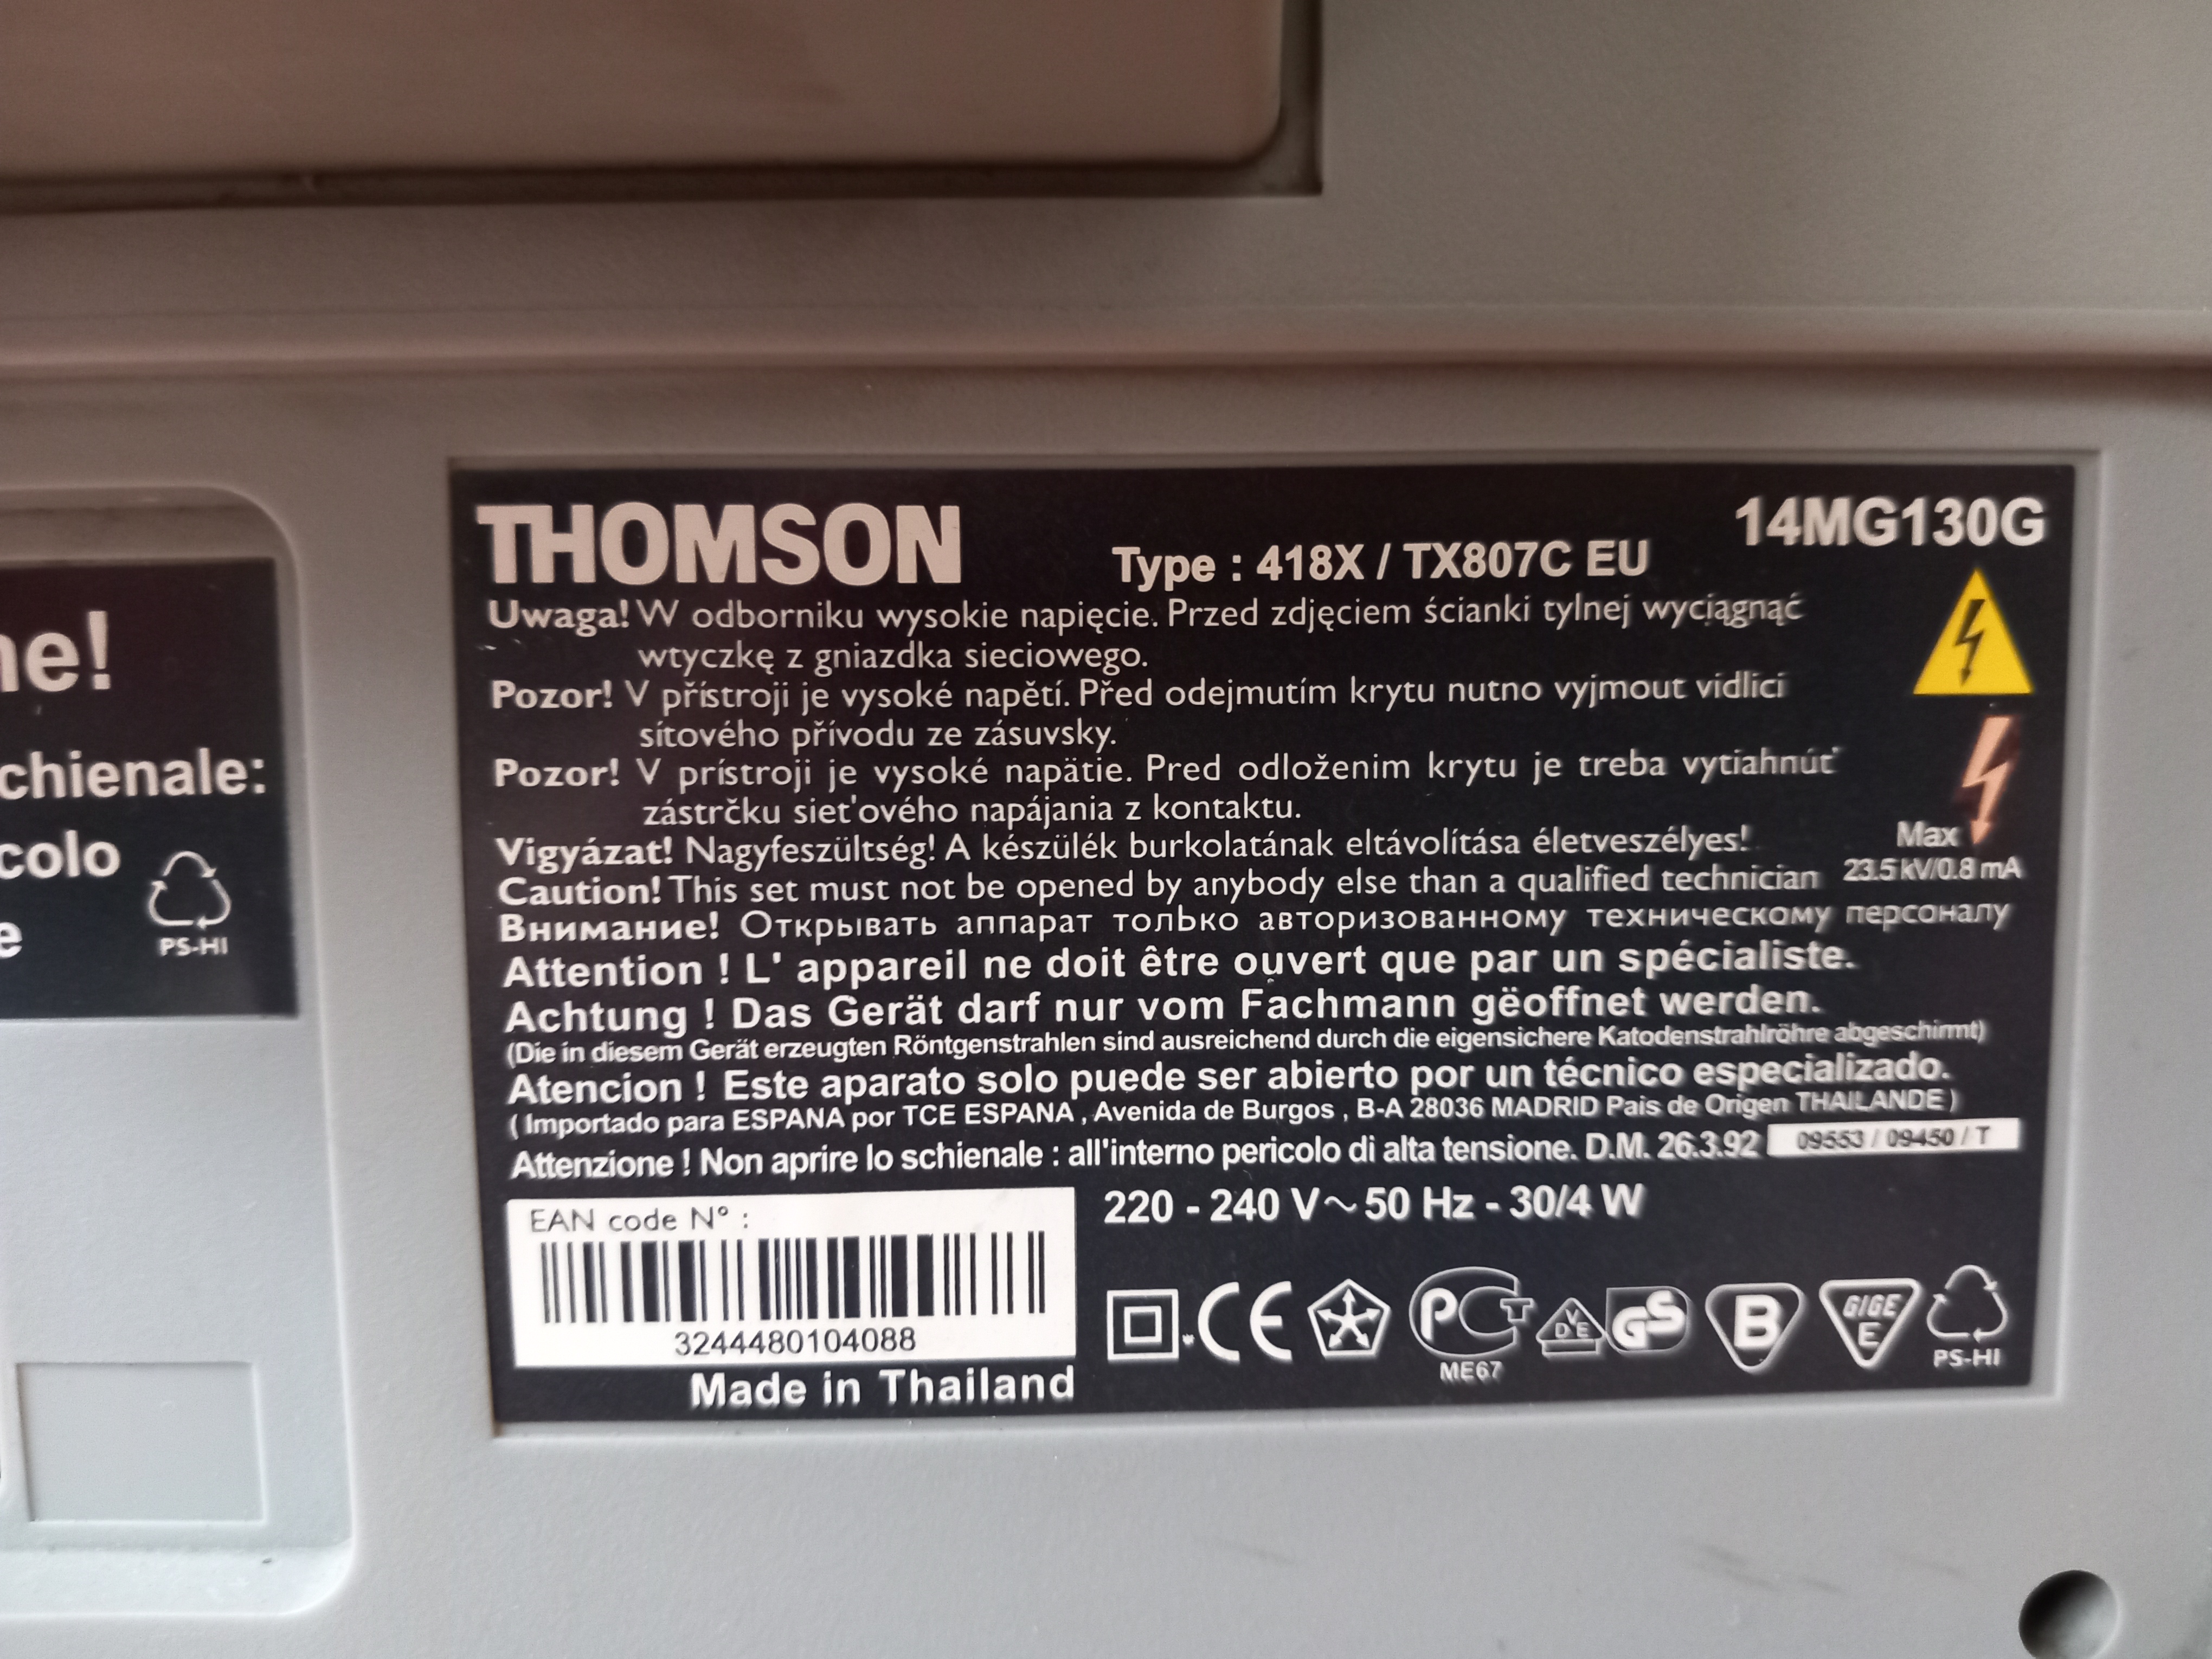 THOMSON
Type : 418X / TX807C EU
14MG130G
Uwaga! W odborniku wysokie napięcie. Przed zdjęciem ścianki tylnej wyciągnąć
wtyczkę z gniazdka sieciowego.
Pozor! V přístroji je vysoké napětí. Před odejmutím krytu nutno vyjmout vidlici
sítového přívodu ze zásuvsky.
Pozor! V prístroji je vysoké napätie. Pred odloženim krytu je treba vytiahnúť
zástrčku sieťového napájania z kontaktu.
Vigyázat! Nagyfeszültség! A készülék burkolatának eltávolítása életveszélyes!
Max
Caution! This set must not be opened by anybody else than a qualified technician
23.5 kV/0.8 mA
Внимание! Открывать аппарат только авторизованному техническому персоналу
Attention ! L' appareil ne doit être ouvert que par un spécialiste.
Achtung ! Das Gerät darf nur vom Fachmann gëoffnet werden.
(Die in diesem Gerät erzeugten Röntgenstrahlen sind ausreichend durch die eigensichere Katodenstrahlröhre abgeschirmt)
Atencion ! Este aparato solo puede ser abierto por un técnico especializado.
( Importado para ESPANA por TCE ESPANA , Avenida de Burgos , B-A 28036 MADRID Pais de Origen THAILANDE )
Attenzione ! Non aprire lo schienale : all'interno pericolo di alta tensione. D.M. 26.3.92
09553 / 09450 / T
EAN code N° :
3244480104088
Made in Thailand
220 - 240 V~ 50 Hz - 30/4 W
CE
PCT
ME67
VDE
GS
B
GIGE
E
PS-HI
ne!
chienale:
colo
e
PS-HI